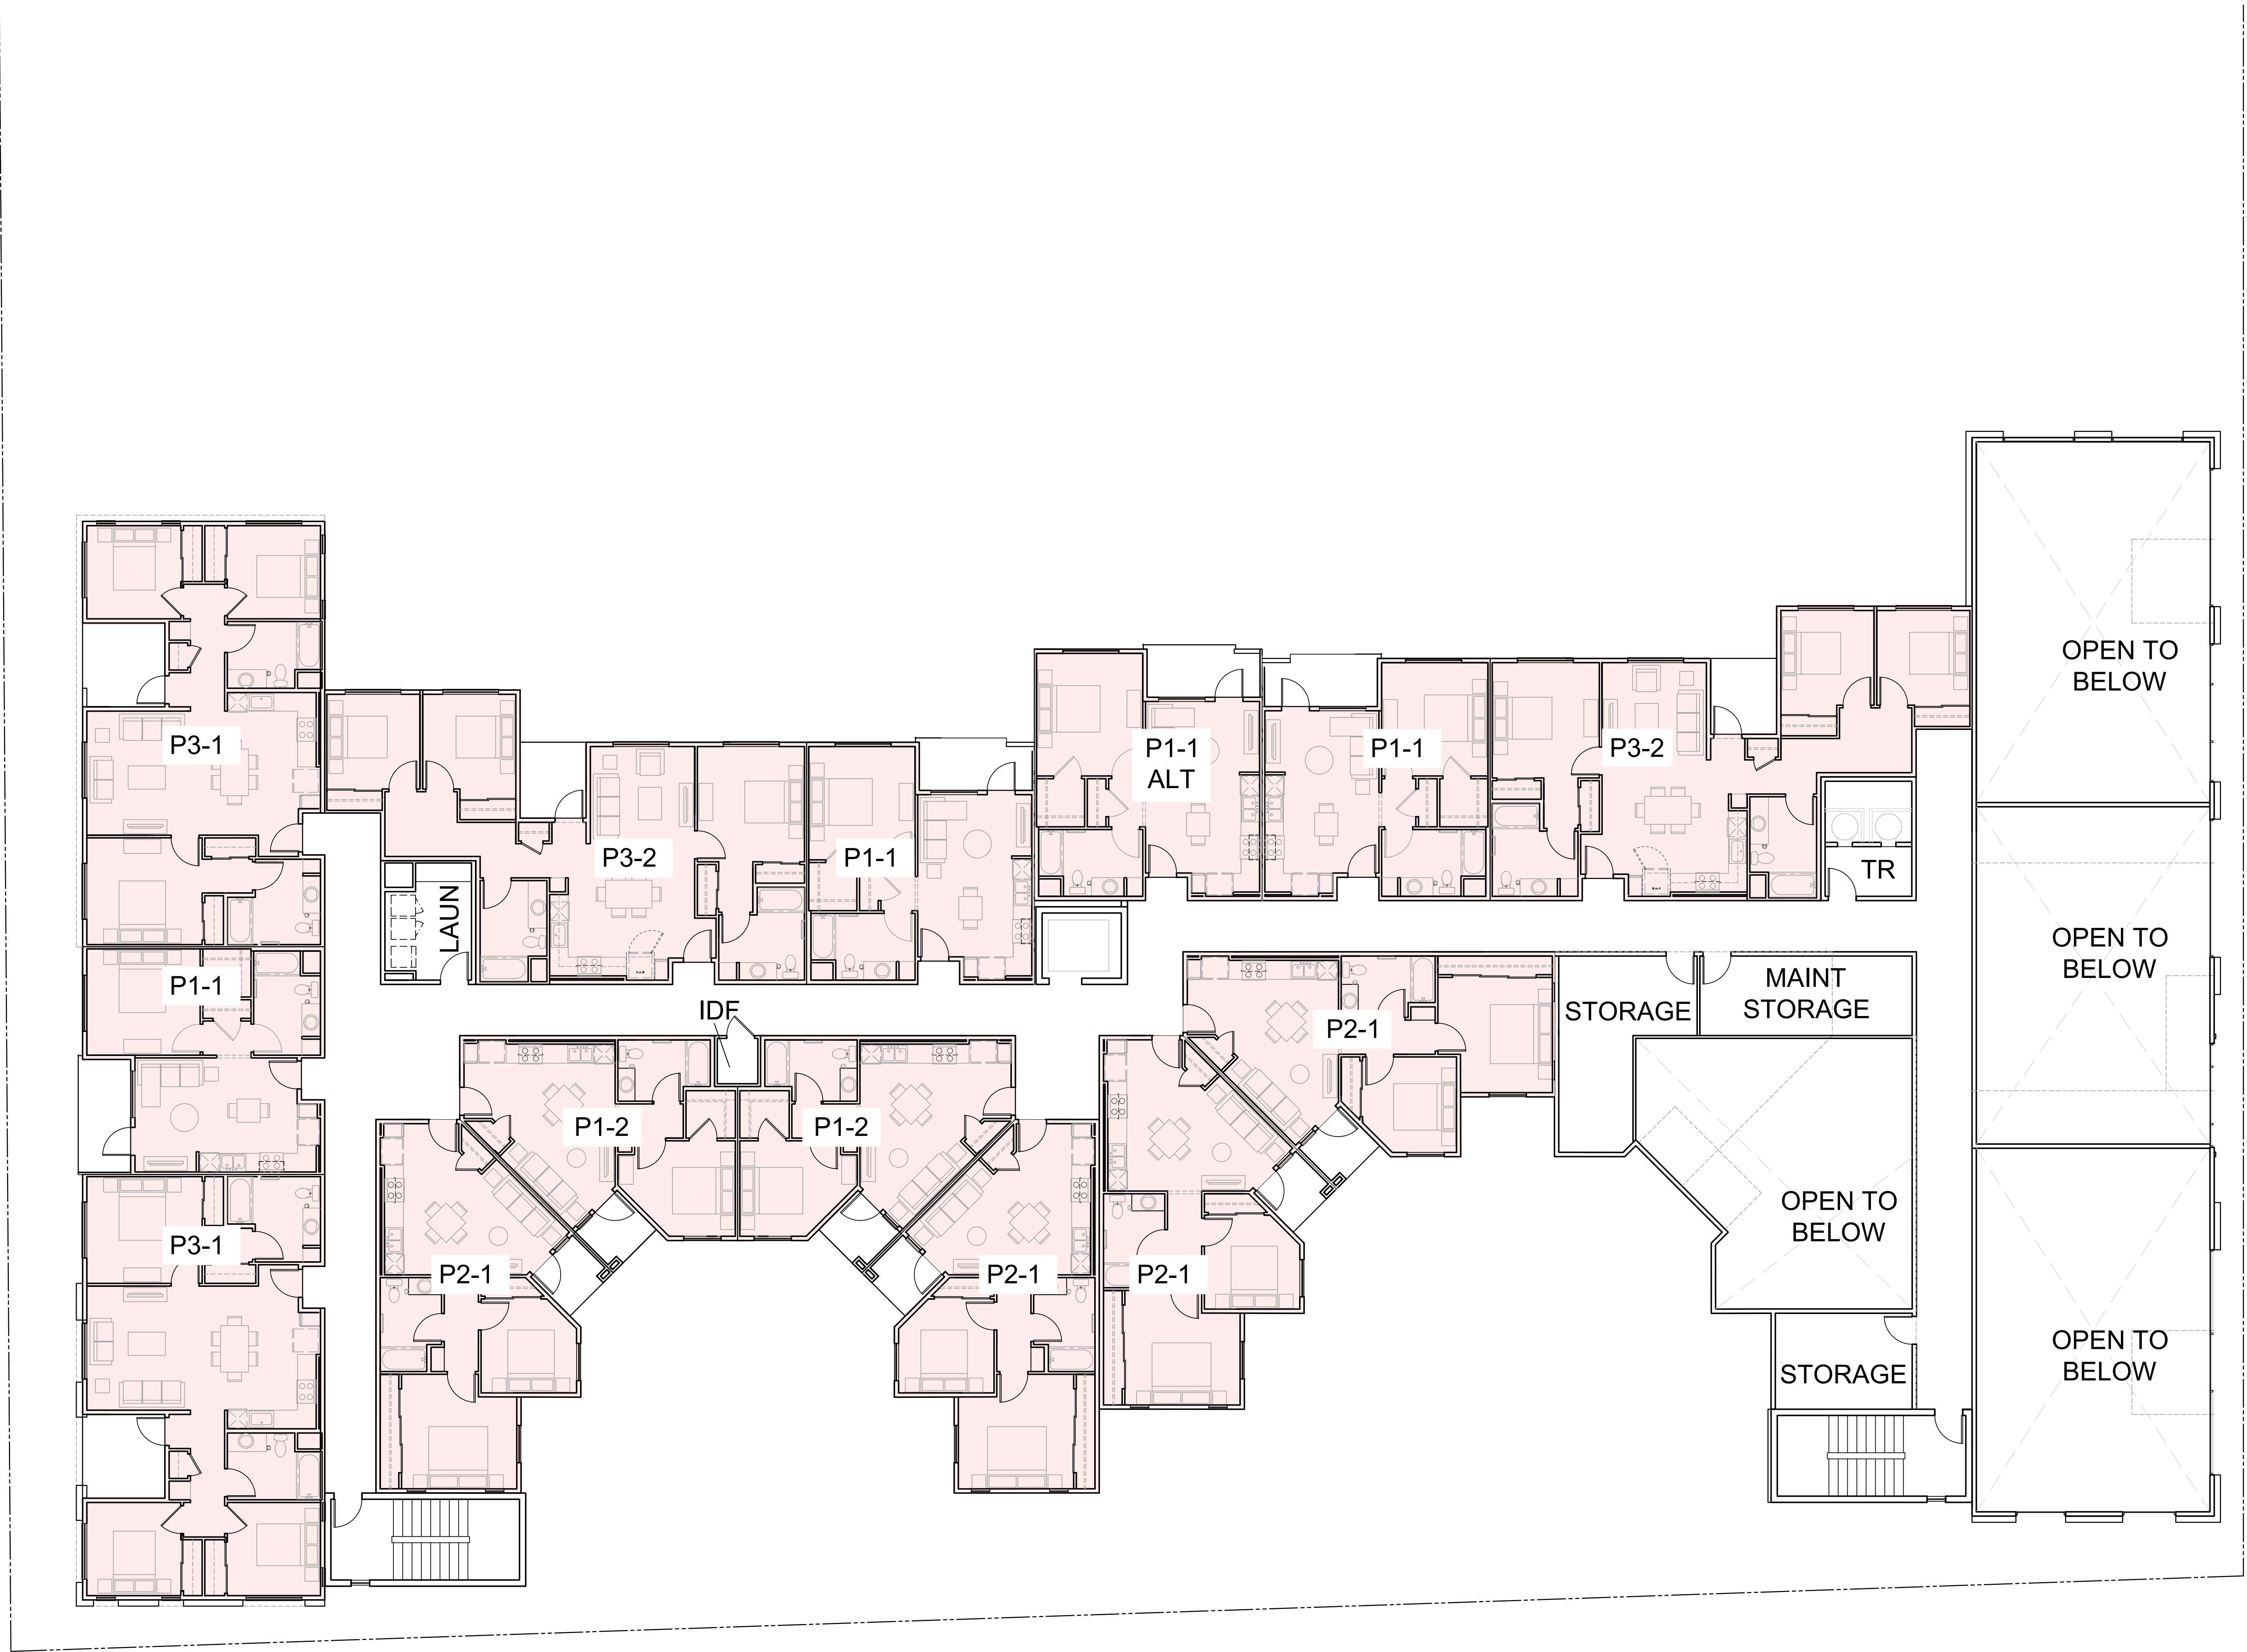 OPEN TO
BELOW
P3-1
P1-1
ALT
P1-1
P3-2
P3-2
P1-1
LAUN
TR
OPEN TO
BELOW
P1-1
IDF
STORAGE
MAINT
STORAGE
P2-1
P1-2
P1-2
OPEN TO
BELOW
P3-1
P2-1
P2-1
P2-1
OPEN TO
BELOW
STORAGE